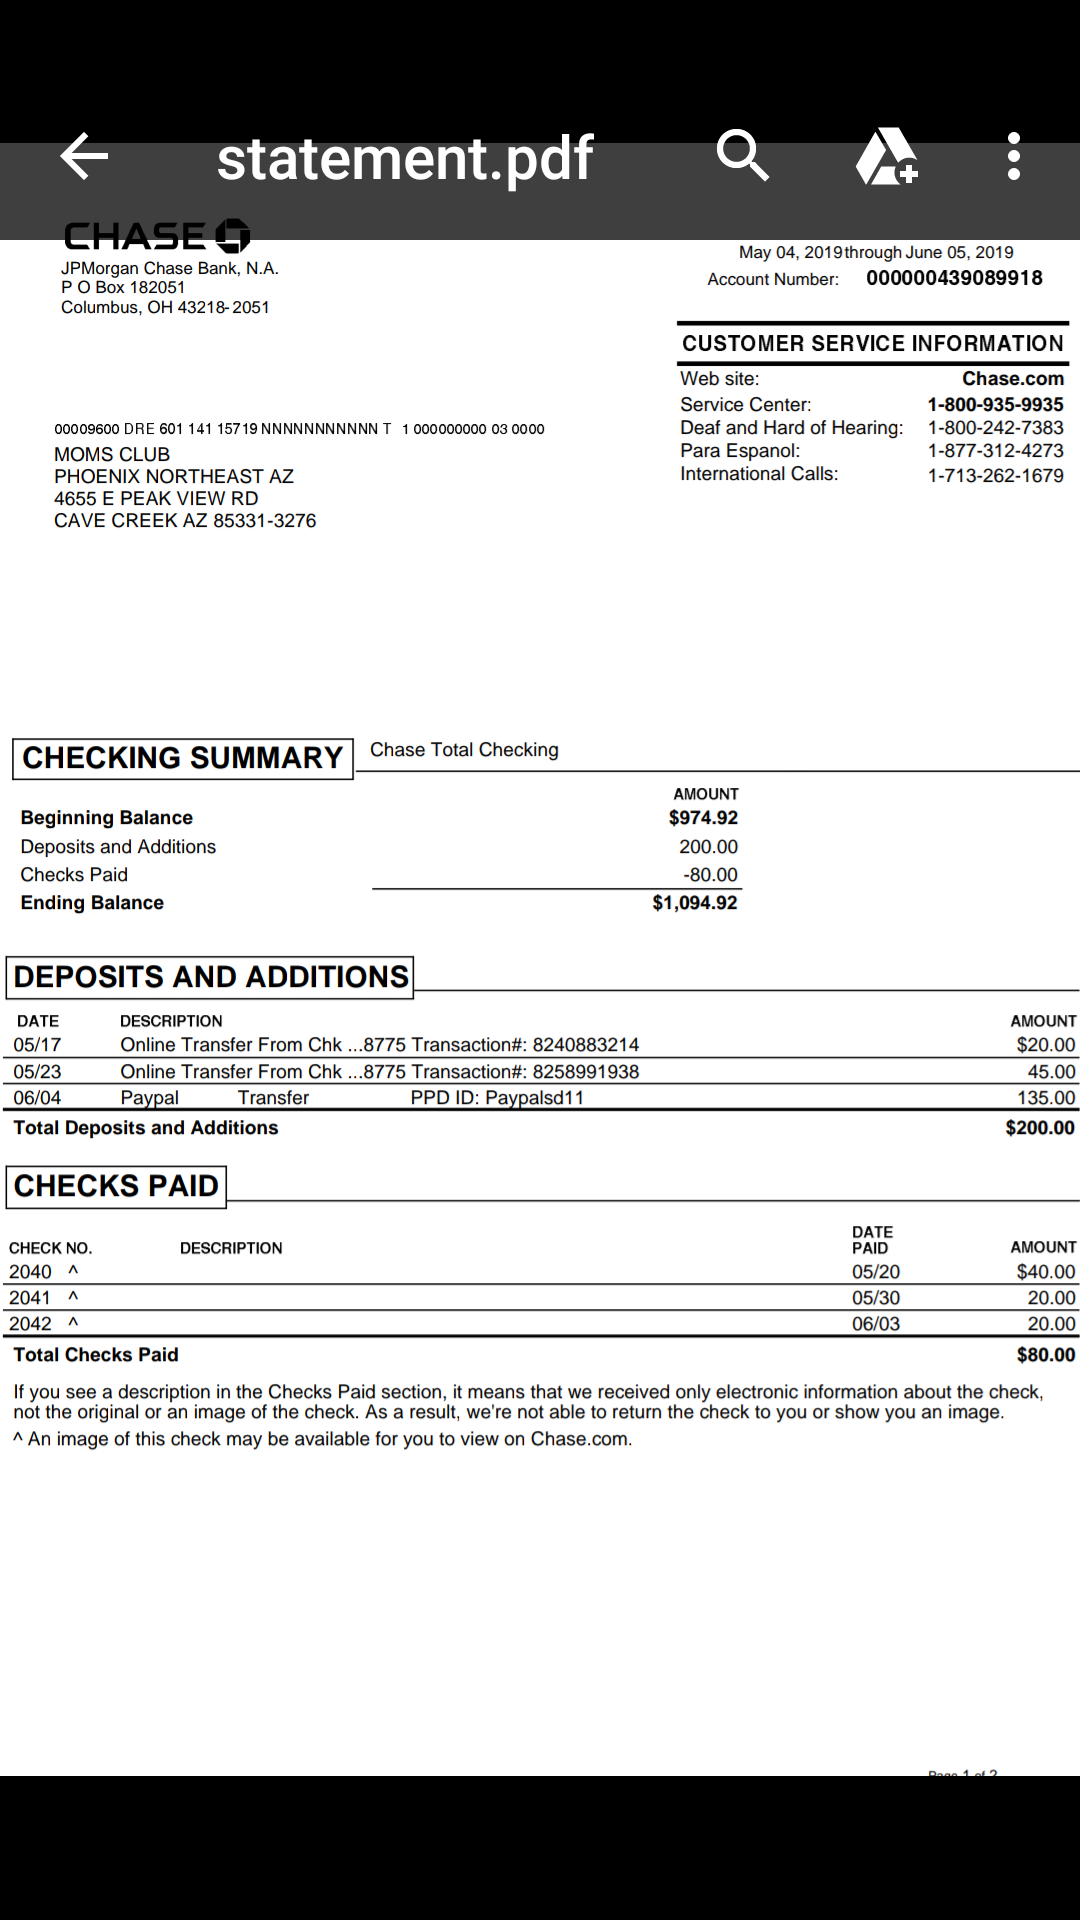 statement.pdf
CHASE
JPMorgan Chase Bank, N.A.
P O Box 182051
Columbus, OH 43218-2051
May 04, 2019 through June 05, 2019
Account Number: 000000439089918
CUSTOMER SERVICE INFORMATION
Web site: Chase.com
Service Center: 1-800-935-9935
Deaf and Hard of Hearing: 1-800-242-7383
Para Espanol: 1-877-312-4273
International Calls: 1-713-262-1679
00009600 DRE 601 141 15719 NNNNNNNNNNN T 1 000000000 03 0000
MOMS CLUB
PHOENIX NORTHEAST AZ
4655 E PEAK VIEW RD
CAVE CREEK AZ 85331-3276
CHECKING SUMMARY Chase Total Checking
AMOUNT
Beginning Balance $974.92
Deposits and Additions 200.00
Checks Paid -80.00
Ending Balance $1,094.92
DEPOSITS AND ADDITIONS
DATE DESCRIPTION AMOUNT
05/17 Online Transfer From Chk ...8775 Transaction#: 8240883214 $20.00
05/23 Online Transfer From Chk ...8775 Transaction#: 8258991938 45.00
06/04 Paypal Transfer PPD ID: Paypalsd11 135.00
Total Deposits and Additions $200.00
CHECKS PAID
CHECK NO. DESCRIPTION DATE PAID AMOUNT
2040 ^ 05/20 $40.00
2041 ^ 05/30 20.00
2042 ^ 06/03 20.00
Total Checks Paid $80.00
If you see a description in the Checks Paid section, it means that we received only electronic information about the check,
not the original or an image of the check. As a result, we're not able to return the check to you or show you an image.
^ An image of this check may be available for you to view on Chase.com.
Page 1 of 2